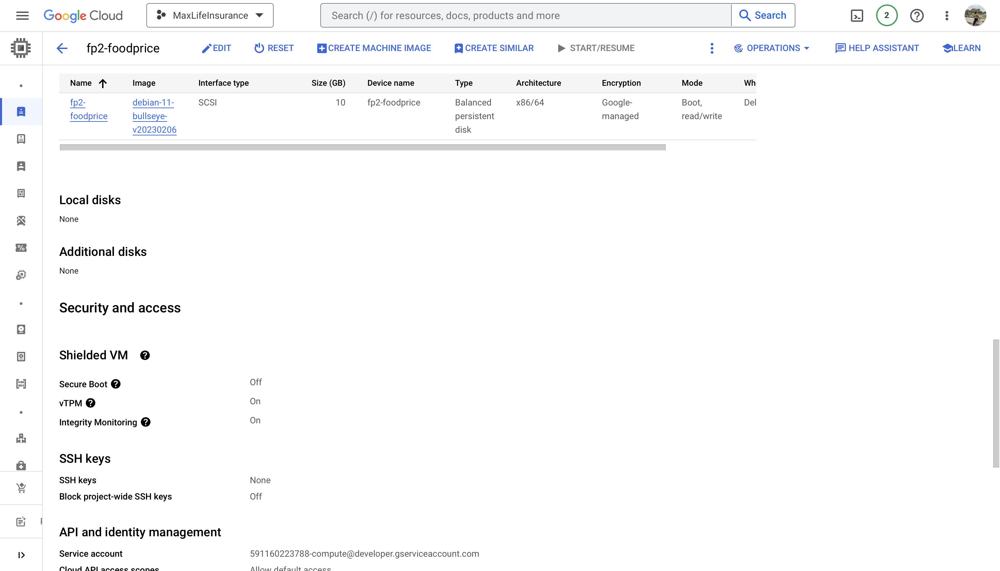 Google Cloud
MaxLifeInsurance
Search (/) for resources, docs, products and more
Search
2
fp2-foodprice
EDIT
RESET
CREATE MACHINE IMAGE
CREATE SIMILAR
START/RESUME
OPERATIONS
HELP ASSISTANT
LEARN
Name Image Interface type Size (GB) Device name Type Architecture Encryption Mode Wh
fp2-foodprice debian-11-bullseye-v20230206 SCSI 10 fp2-foodprice Balanced persistent disk x86/64 Google-managed Boot, read/write Del
Local disks
None
Additional disks
None
Security and access
Shielded VM
Secure Boot Off
vTPM On
Integrity Monitoring On
SSH keys
SSH keys None
Block project-wide SSH keys Off
API and identity management
Service account 591160223788-compute@developer.gserviceaccount.com
Cloud API access scopes Allow default access